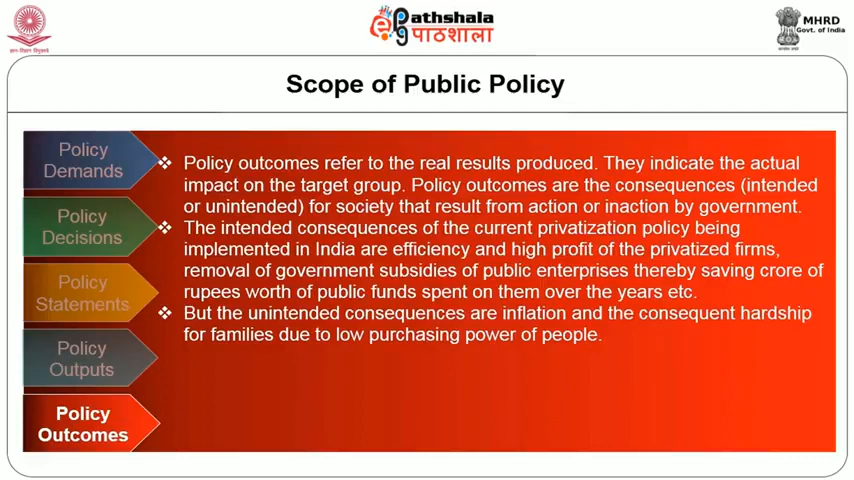 ePathshala
पाठशाला
MHRD
Govt. of India
Scope of Public Policy
Policy
Demands
Policy
Decisions
Policy
Statements
Policy
Outputs
Policy
Outcomes
❖ Policy outcomes refer to the real results produced. They indicate the actual
impact on the target group. Policy outcomes are the consequences (intended
or unintended) for society that result from action or inaction by government.
❖ The intended consequences of the current privatization policy being
implemented in India are efficiency and high profit of the privatized firms,
removal of government subsidies of public enterprises thereby saving crore of
rupees worth of public funds spent on them over the years etc.
❖ But the unintended consequences are inflation and the consequent hardship
for families due to low purchasing power of people.